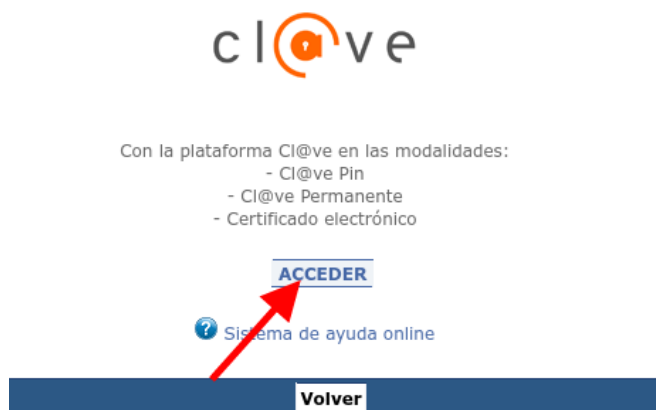 cl@ve
Con la plataforma Cl@ve en las modalidades:
- Cl@ve Pin
- Cl@ve Permanente
- Certificado electrónico
ACCEDER
? Sistema de ayuda online
Volver